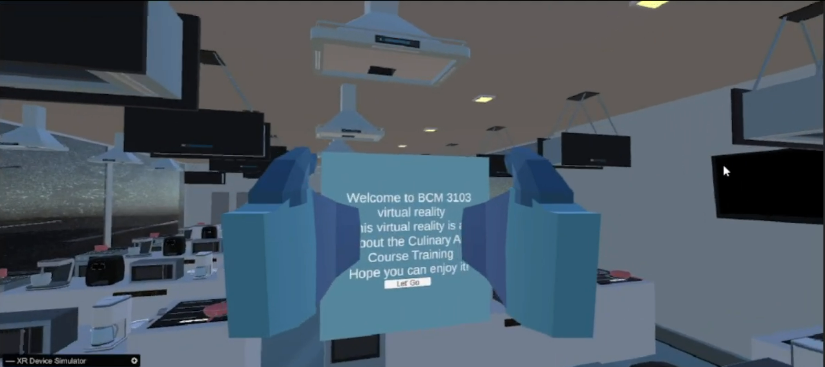 Welcome to BCM 3103
virtual reality
his virtual reality is a
bout the Culinary A
Course Training
Hope you can enjoy it!
Let' Go
XR Device Simulator